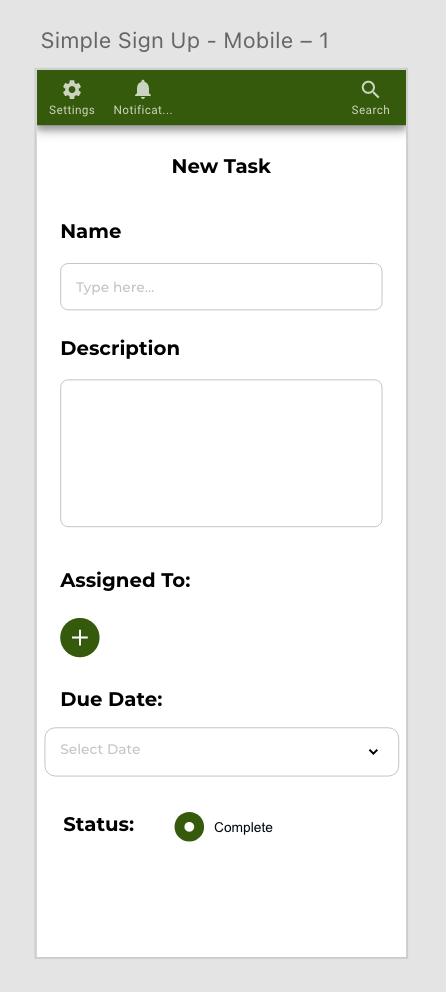 Simple Sign Up - Mobile – 1
Settings
Notificat...
Search
New Task
Name
Type here...
Description
Assigned To:
Due Date:
Select Date
Status:
Complete